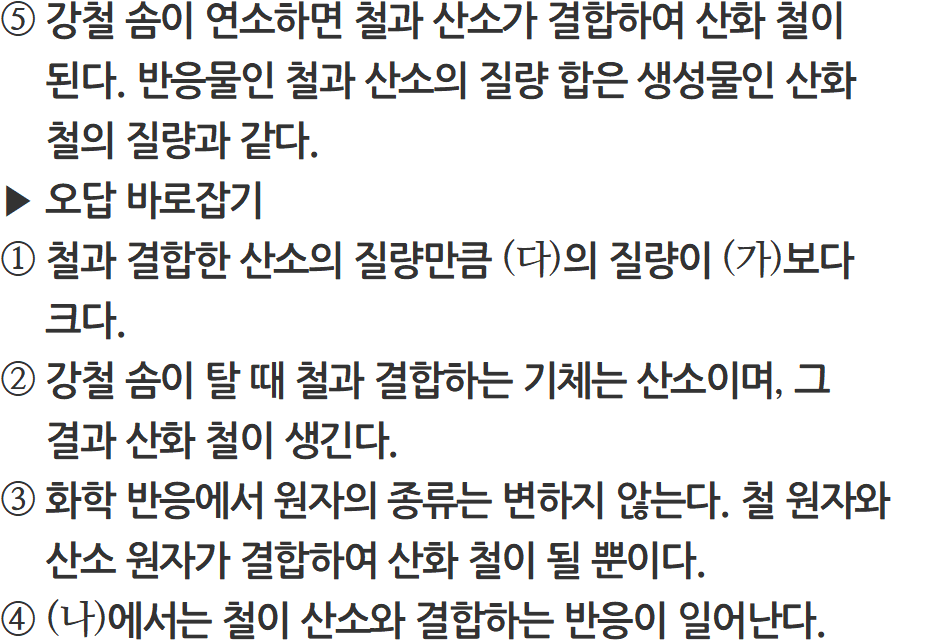 ⑤ 강철 솜이 연소하면 철과 산소가 결합하여 산화 철이
된다. 반응물인 철과 산소의 질량 합은 생성물인 산화
철의 질량과 같다.
▶ 오답 바로잡기
① 철과 결합한 산소의 질량만큼 (다)의 질량이 (가)보다
크다.
② 강철 솜이 탈 때 철과 결합하는 기체는 산소이며, 그
결과 산화 철이 생긴다.
③ 화학 반응에서 원자의 종류는 변하지 않는다. 철 원자와
산소 원자가 결합하여 산화 철이 될 뿐이다.
④ (나)에서는 철이 산소와 결합하는 반응이 일어난다.